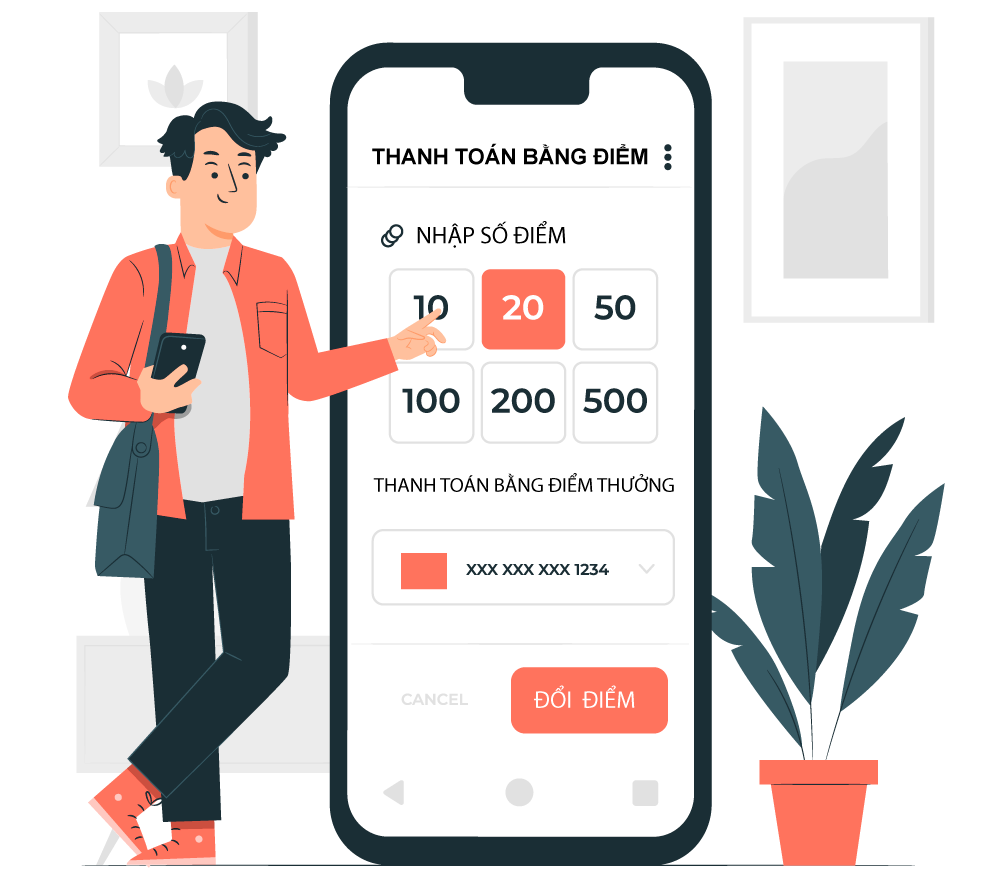 THANH TOÁN BẰNG ĐIỂM
NHẬP SỐ ĐIỂM
10 20 50
100 200 500
THANH TOÁN BẰNG ĐIỂM THƯỞNG
XXX XXX XXX 1234
CANCEL ĐỔI ĐIỂM